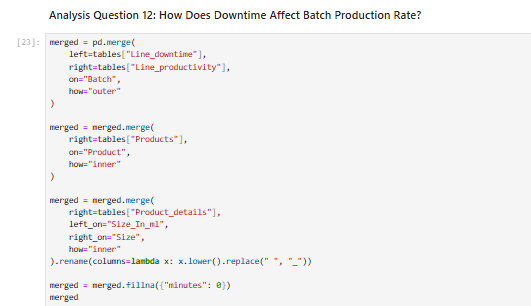 Analysis Question 12: How Does Downtime Affect Batch Production Rate?
[23]: merged = pd.merge(
left=tables["Line_downtime"],
right=tables["Line_productivity"],
on="Batch",
how="outer"
)
merged = merged.merge(
right=tables["Products"],
on="Product",
how="inner"
)
merged = merged.merge(
right=tables["Product_details"],
left_on="Size_In_ml",
right_on="Size",
how="inner"
).rename(columns=lambda x: x.lower().replace(" ", "_"))
merged = merged.fillna({"minutes": 0})
merged